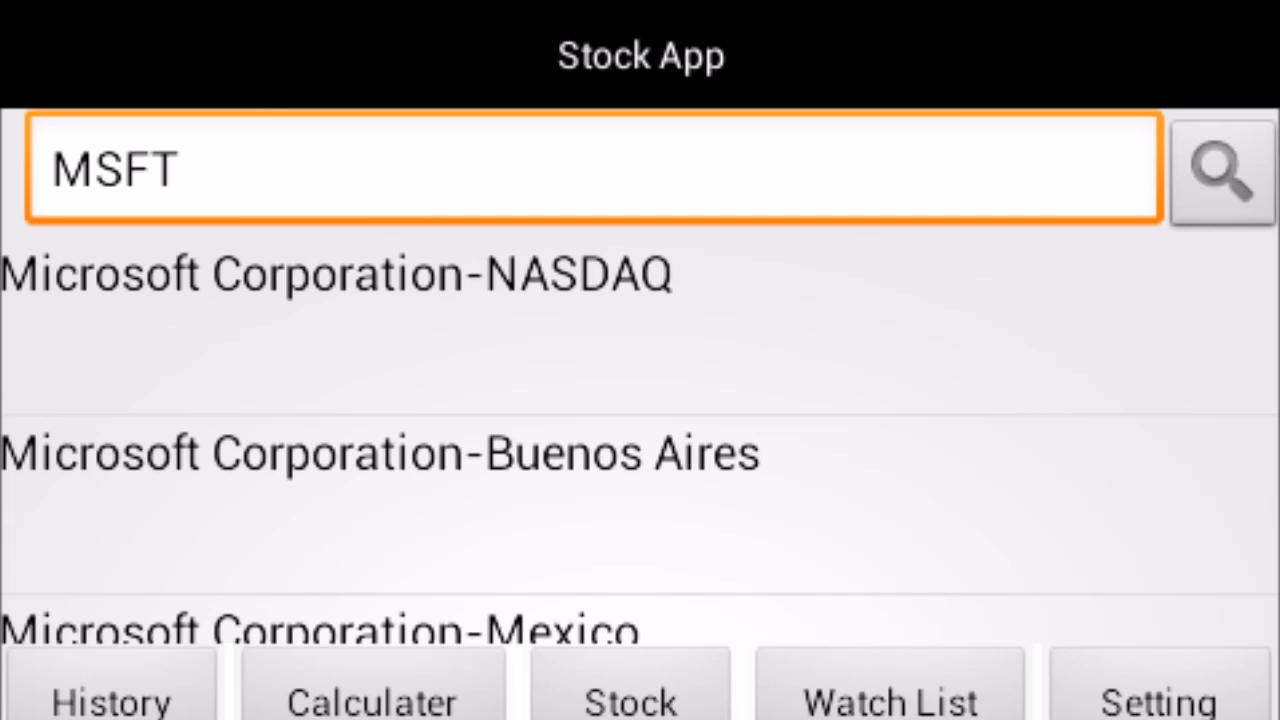 Stock App
MSFT
Microsoft Corporation-NASDAQ
Microsoft Corporation-Buenos Aires
Microsoft Corporation-Mexico
History Calculater Stock Watch List Setting